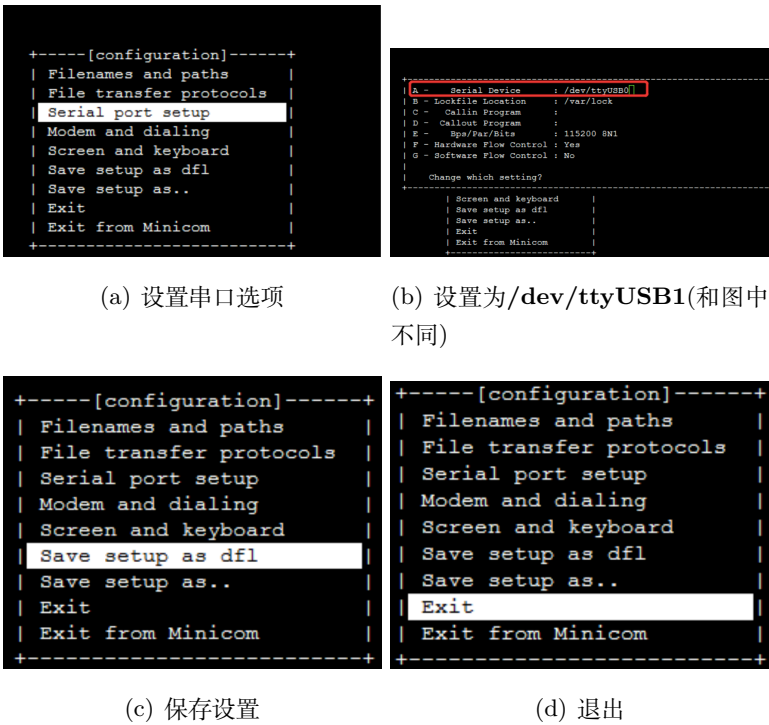 +-----[configuration]------+
| Filenames and paths |
| File transfer protocols |
| Serial port setup |
| Modem and dialing |
| Screen and keyboard |
| Save setup as dfl |
| Save setup as.. |
| Exit |
| Exit from Minicom |
+--------------------------+
(a) 设置串口选项
| A - Serial Device : /dev/ttyUSB0
| B - Lockfile Location : /var/lock
| C - Callin Program :
| D - Callout Program :
| E - Bps/Par/Bits : 115200 8N1
| F - Hardware Flow Control : Yes
| G - Software Flow Control : No
|
| Change which setting?
| Screen and keyboard |
| Save setup as dfl |
| Save setup as.. |
| Exit |
| Exit from Minicom |
+--------------------------+
(b) 设置为/dev/ttyUSB1(和图中
不同)
+-----[configuration]------+
| Filenames and paths |
| File transfer protocols |
| Serial port setup |
| Modem and dialing |
| Screen and keyboard |
| Save setup as dfl |
| Save setup as.. |
| Exit |
| Exit from Minicom |
+--------------------------+
(c) 保存设置
+-----[configuration]------+
| Filenames and paths |
| File transfer protocols |
| Serial port setup |
| Modem and dialing |
| Screen and keyboard |
| Save setup as dfl |
| Save setup as.. |
| Exit |
| Exit from Minicom |
+--------------------------+
(d) 退出